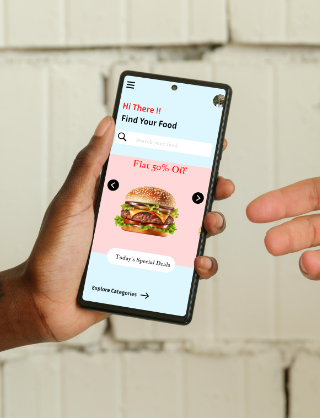 Hi There !!
Find Your Food
Search your food
Flat 50% Off
Today's Special Deals
Explore Categories